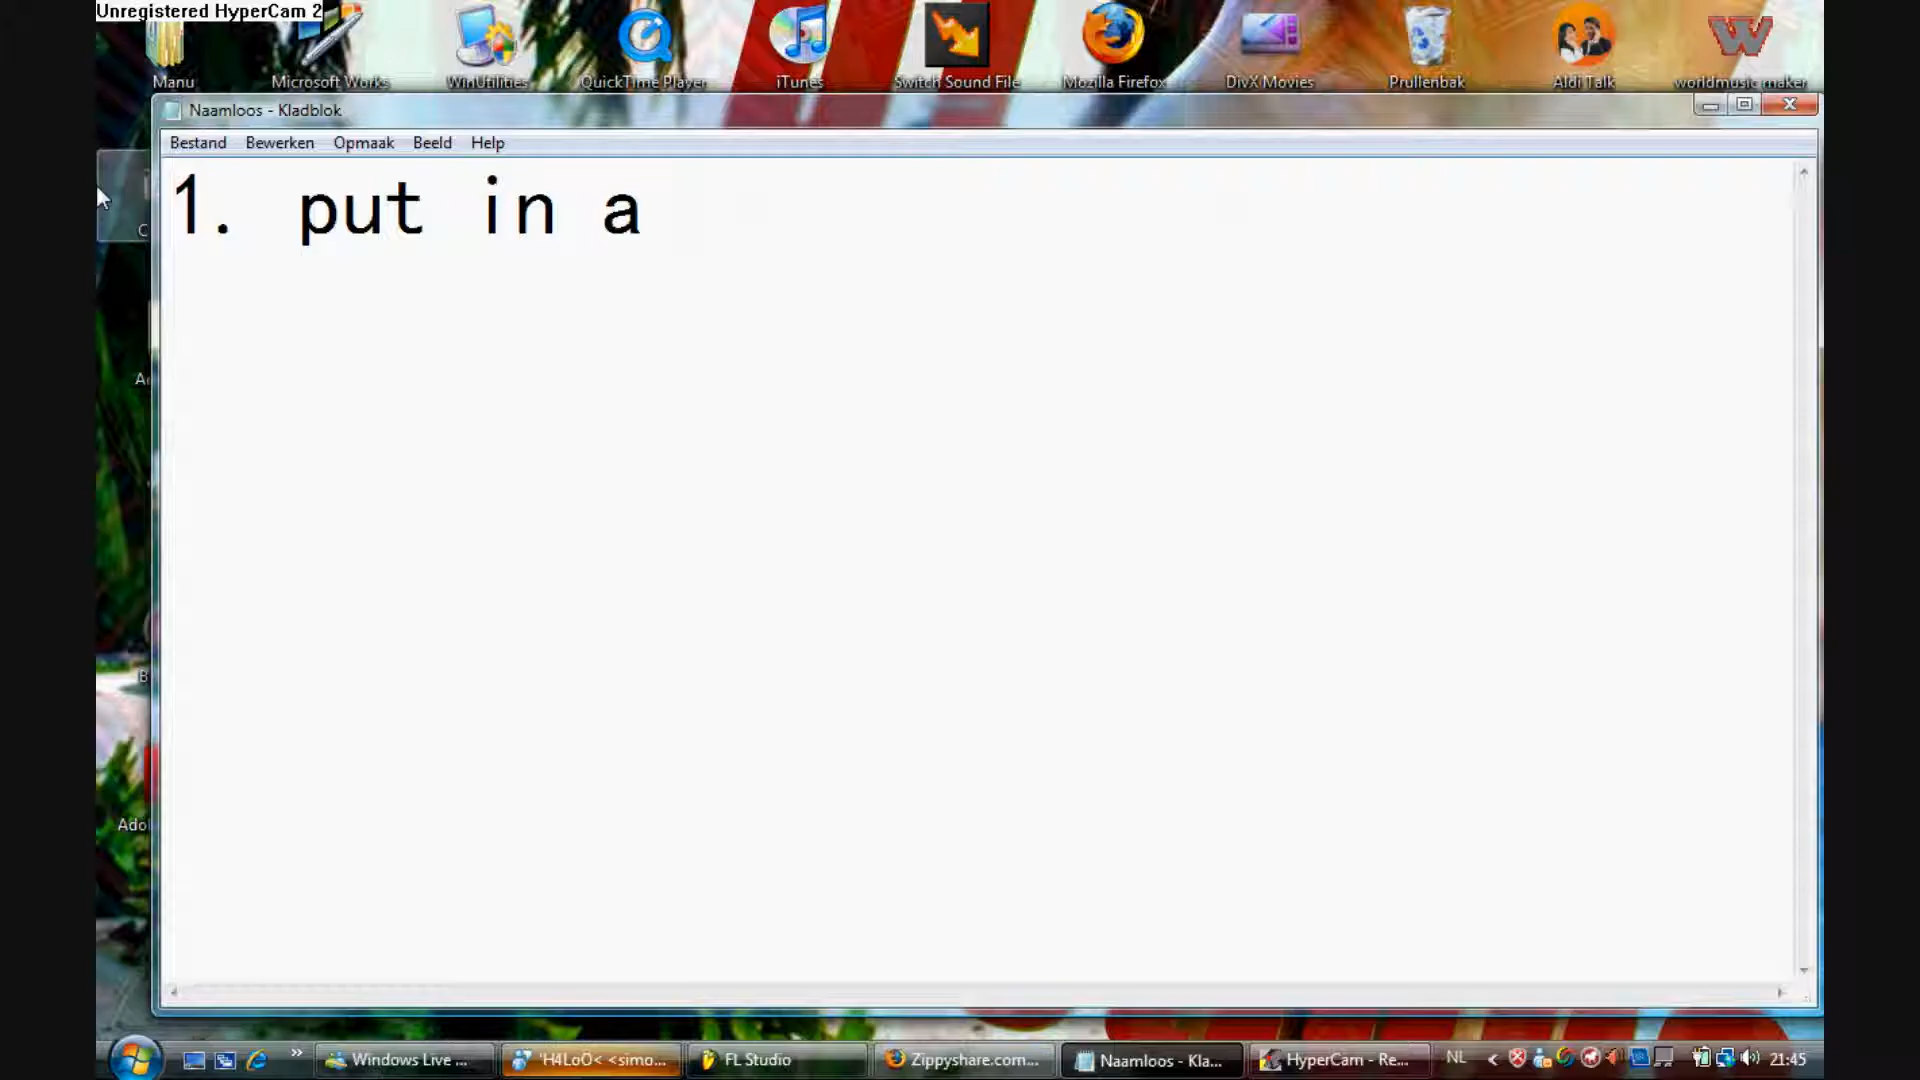 Unregistered HyperCam 2
Manu
Microsoft Works
WinUtilities
QuickTime Player
iTunes
Switch Sound File
Mozilla Firefox
DivX Movies
Prullenbak
Aldi Talk
worldmusic maker
Naamloos - Kladblok
Bestand Bewerken Opmaak Beeld Help
1. put in a
C
A
B
Ado
Windows Live ...
'H4LoO< <simo...
FL Studio
Zippyshare.com...
Naamloos - Kla...
HyperCam - Re...
NL
21:45